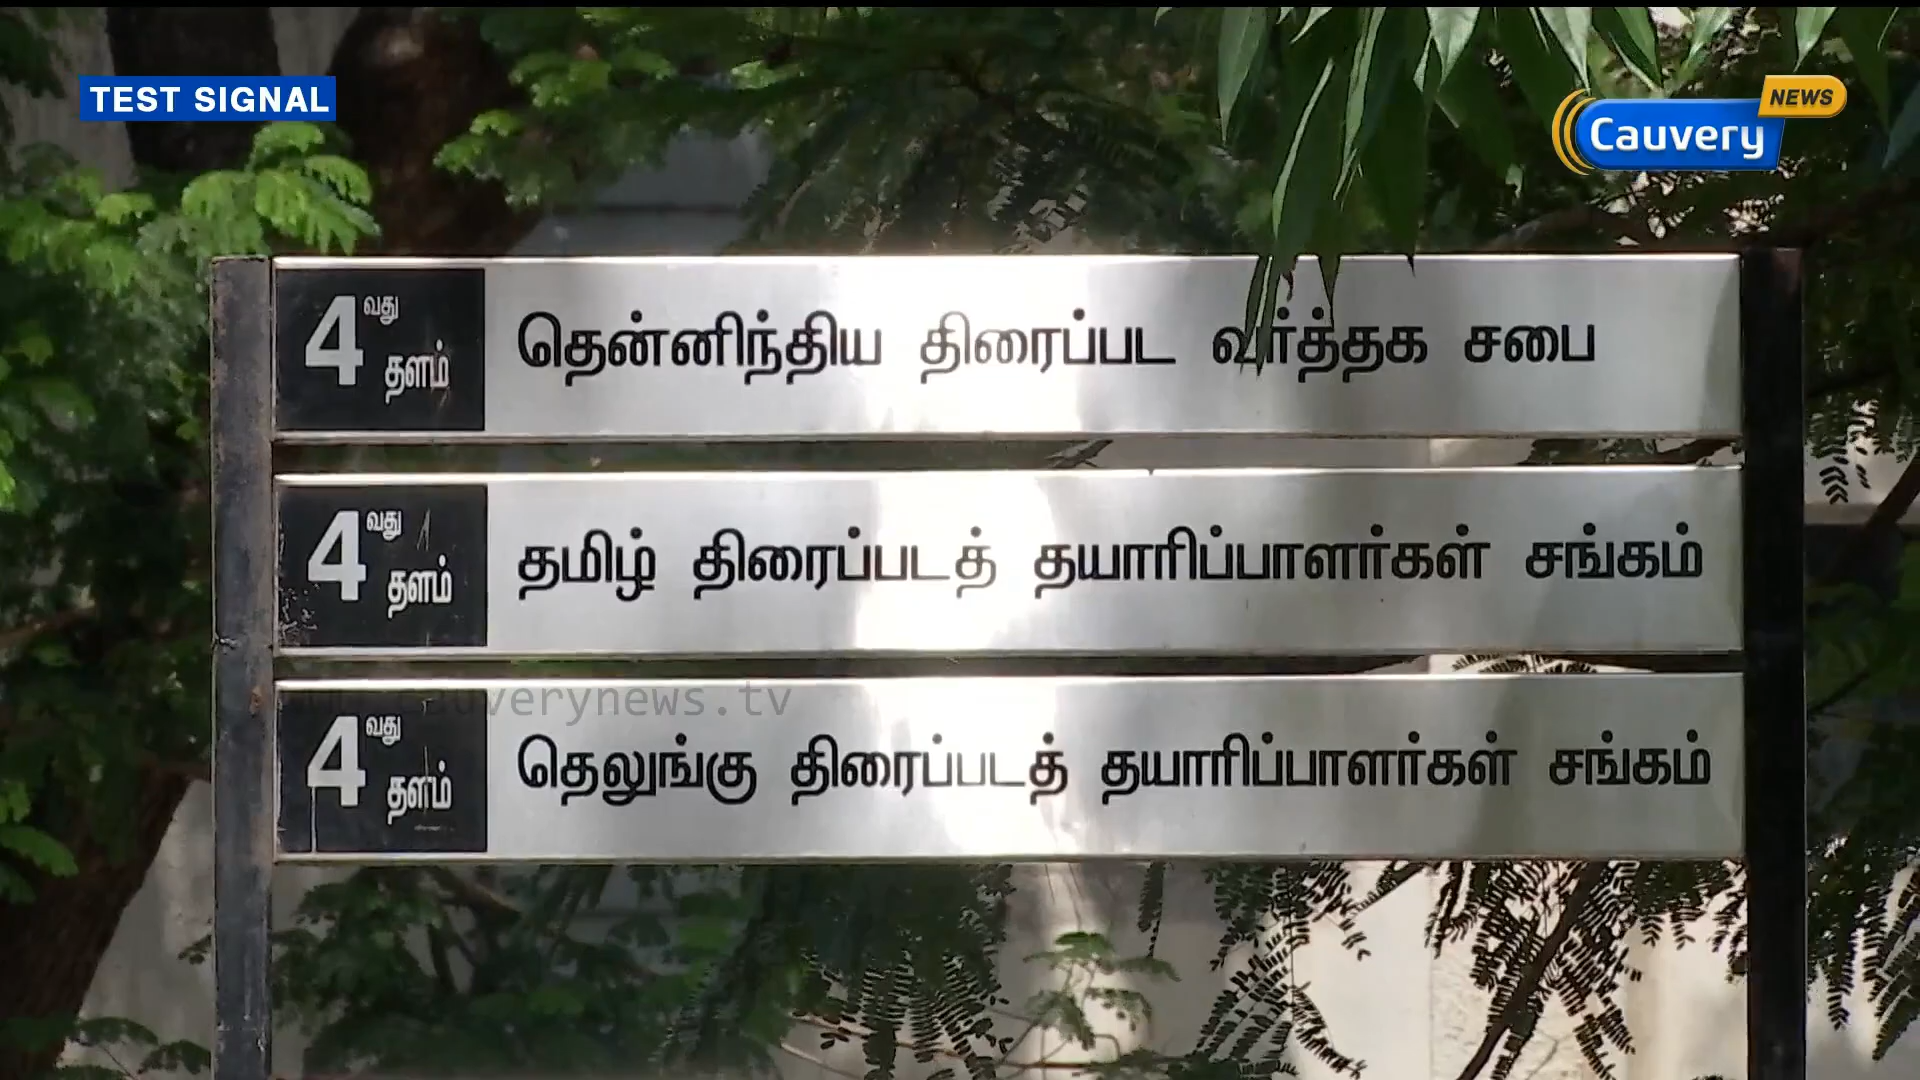 TEST SIGNAL
NEWS
Cauvery
4வது தளம் தென்னிந்திய திரைப்பட வர்த்தக சபை
4வது தளம் தமிழ் திரைப்படத் தயாரிப்பாளர்கள் சங்கம்
cauverynews.tv
4வது தளம் தெலுங்கு திரைப்படத் தயாரிப்பாளர்கள் சங்கம்